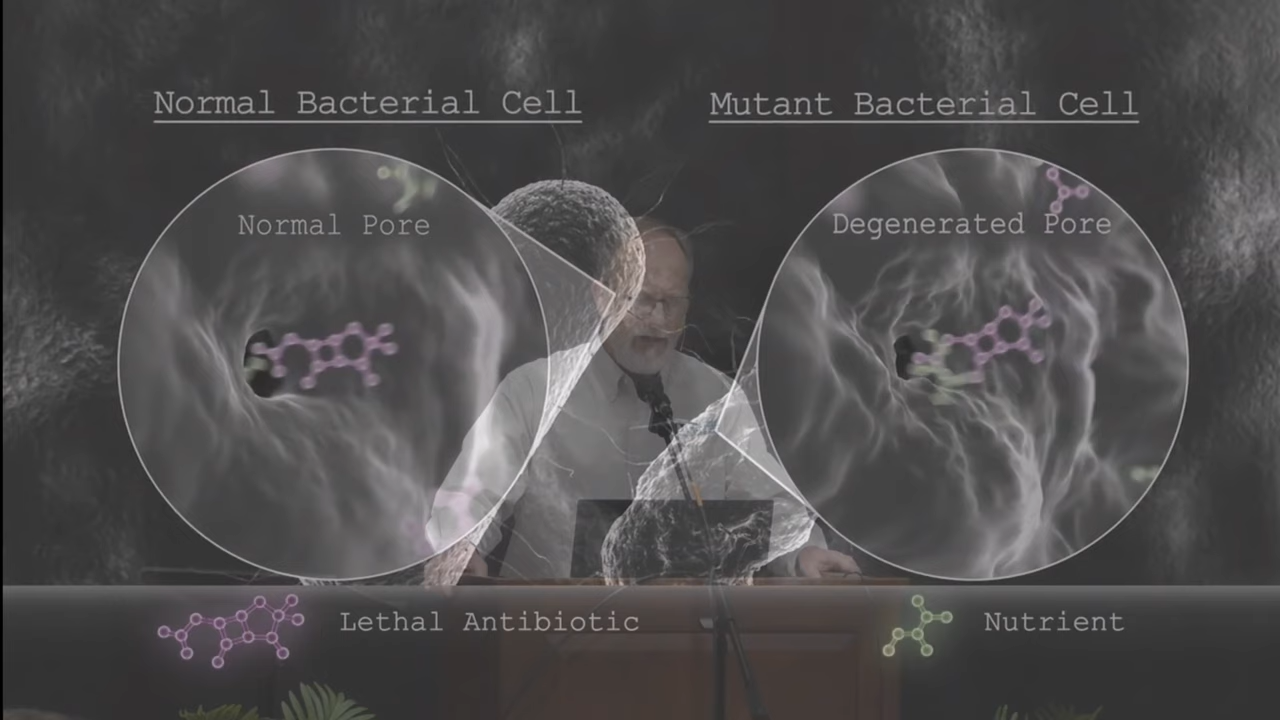 Normal Bacterial Cell
Mutant Bacterial Cell
Normal Pore
Degenerated Pore
Lethal Antibiotic
Nutrient